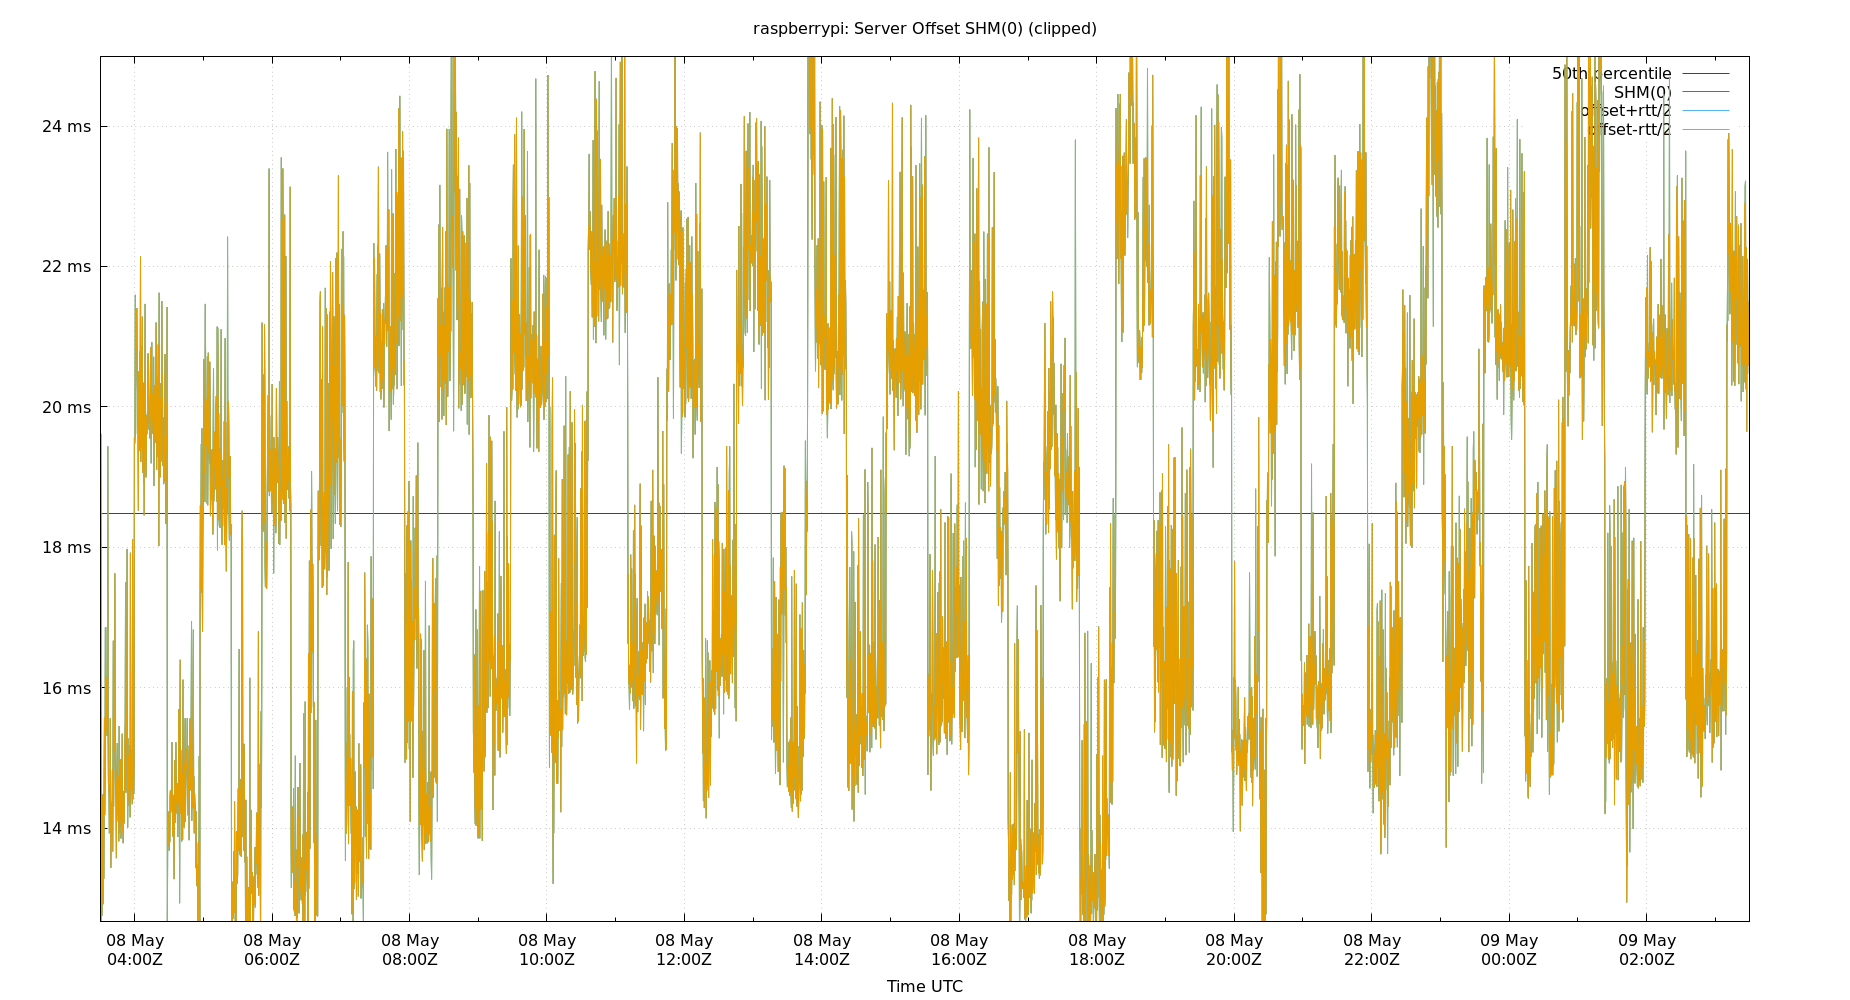 raspberrypi: Server Offset SHM(0) (clipped)
50th percentile
SHM(0)
offset+rtt/2
offset-rtt/2
24 ms
22 ms
20 ms
18 ms
16 ms
14 ms
08 May 08 May 08 May 08 May 08 May 08 May 08 May 08 May 08 May 08 May 09 May 09 May
04:00Z 06:00Z 08:00Z 10:00Z 12:00Z 14:00Z 16:00Z 18:00Z 20:00Z 22:00Z 00:00Z 02:00Z
Time UTC